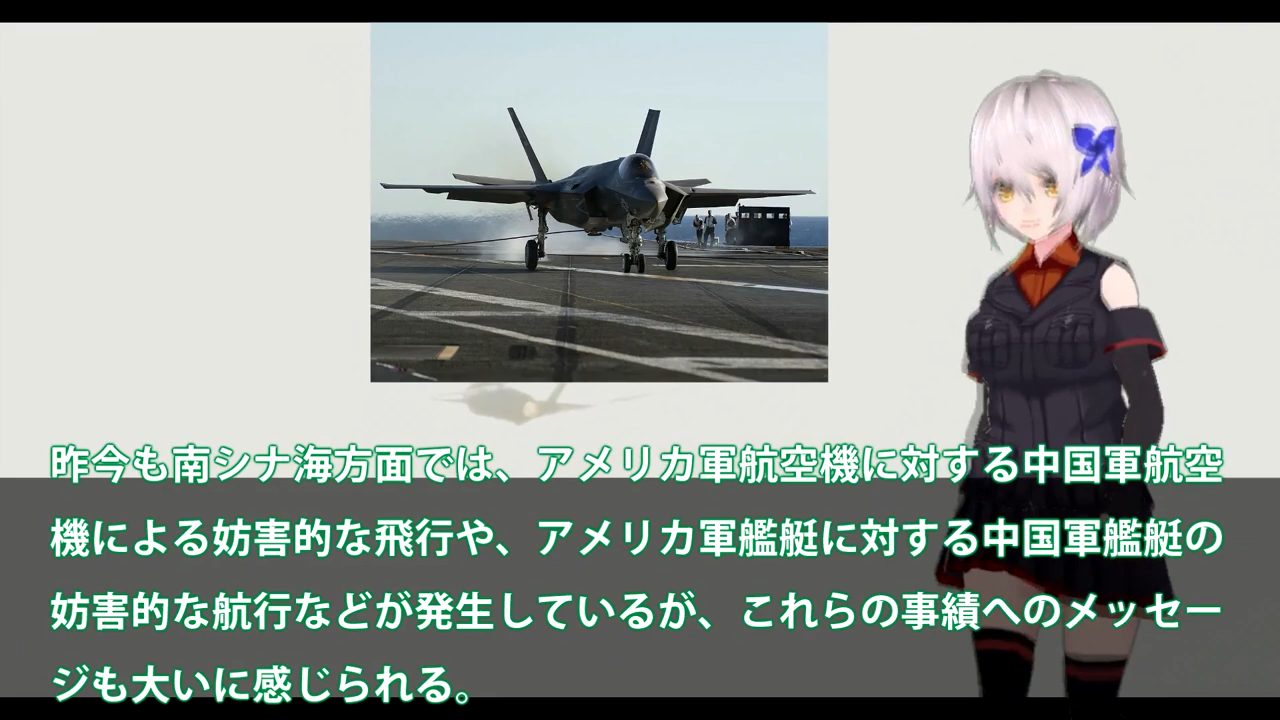 昨今も南シナ海方面では、アメリカ軍航空機に対する中国軍航空
機による妨害的な飛行や、アメリカ軍艦艇に対する中国軍艦艇の
妨害的な航行などが発生しているが、これらの事績へのメッセー
ジも大いに感じられる。